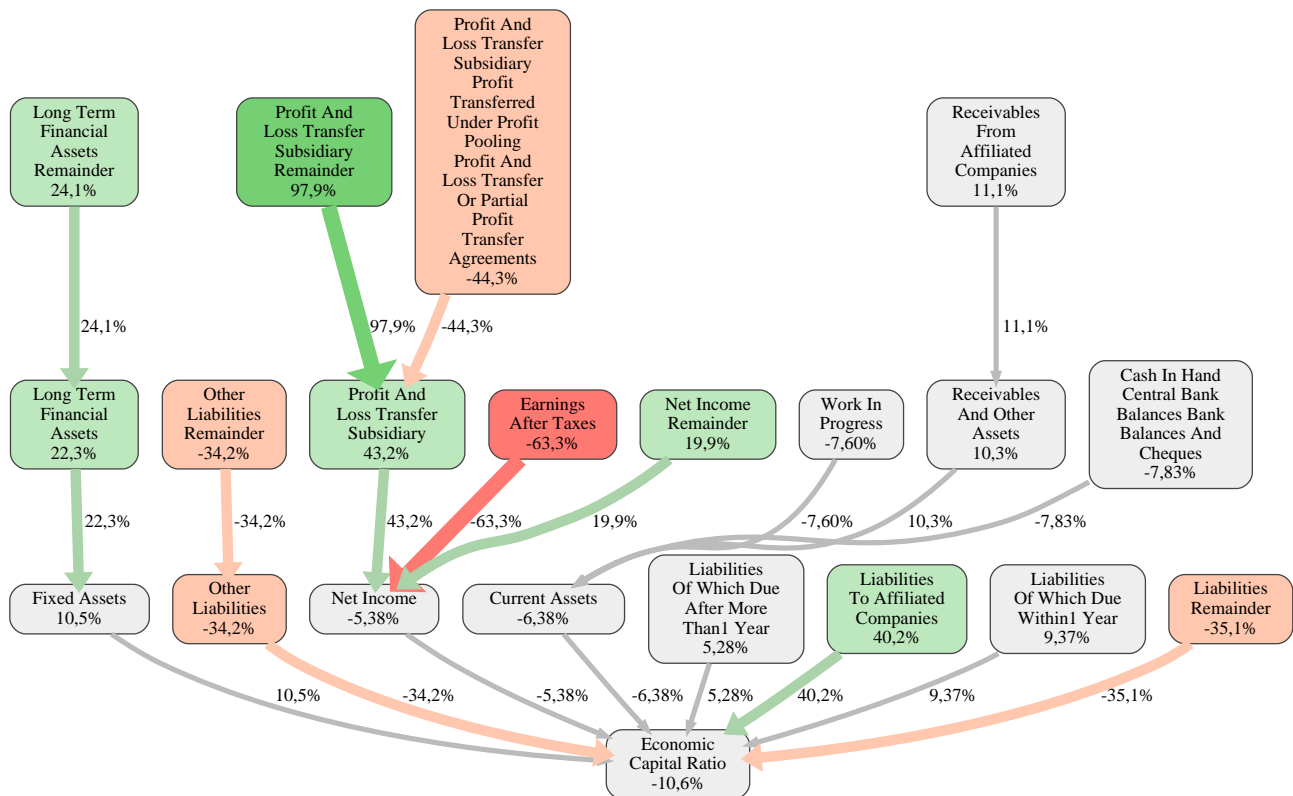 Profit And
Loss Transfer
Subsidiary
Profit
Transferred
Under Profit
Pooling
Profit And
Loss Transfer
Or Partial
Profit
Transfer
Agreements
-44,3%
Long Term
Financial
Assets
Remainder
24,1%
Profit And
Loss Transfer
Subsidiary
Remainder
97,9%
Receivables
From
Affiliated
Companies
11,1%
24,1%
97,9%
-44,3%
11,1%
Long Term
Financial
Assets
22,3%
Other
Liabilities
Remainder
-34,2%
Profit And
Loss Transfer
Subsidiary
43,2%
Earnings
After Taxes
-63,3%
Net Income
Remainder
19,9%
Work In
Progress
-7,60%
Receivables
And Other
Assets
10,3%
Cash In Hand
Central Bank
Balances Bank
Balances And
Cheques
-7,83%
22,3%
-34,2%
43,2%
-63,3%
19,9%
-7,60%
10,3%
-7,83%
Fixed Assets
10,5%
Other
Liabilities
-34,2%
Net Income
-5,38%
Current Assets
-6,38%
Liabilities
Of Which Due
After More
Than1 Year
5,28%
Liabilities
To Affiliated
Companies
40,2%
Liabilities
Of Which Due
Within1 Year
9,37%
Liabilities
Remainder
-35,1%
10,5%
-34,2%
-5,38%
-6,38%
5,28%
40,2%
9,37%
-35,1%
Economic
Capital Ratio
-10,6%